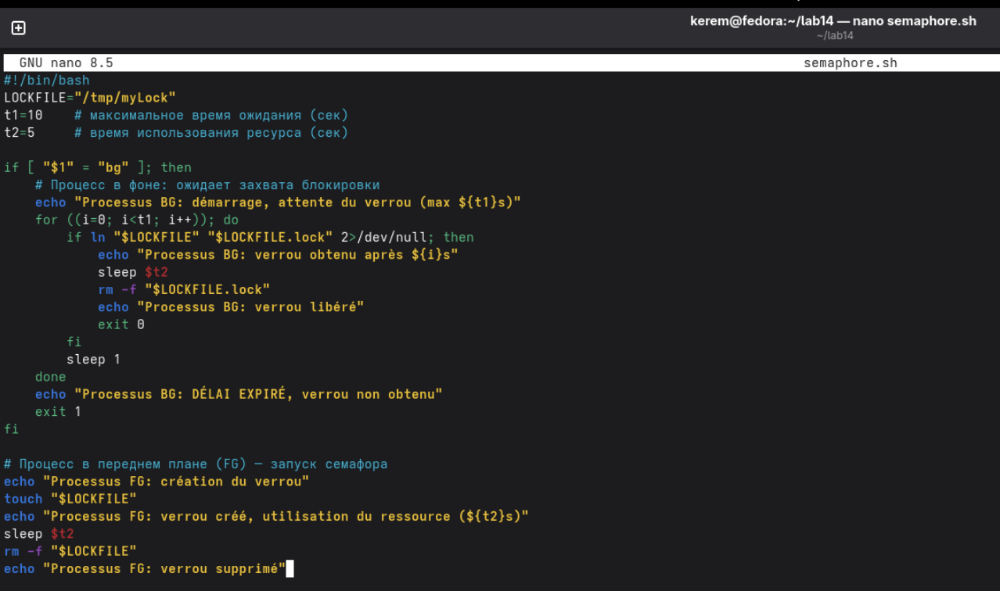 kerem@fedora:~/lab14 — nano semaphore.sh
~/lab14
GNU nano 8.5 semaphore.sh
#!/bin/bash
LOCKFILE="/tmp/myLock"
t1=10    # максимальное время ожидания (сек)
t2=5     # время использования ресурса (сек)

if [ "$1" = "bg" ]; then
    # Процесс в фоне: ожидает захвата блокировки
    echo "Processus BG: démarrage, attente du verrou (max ${t1}s)"
    for ((i=0; i<t1; i++)); do
        if ln "$LOCKFILE" "$LOCKFILE.lock" 2>/dev/null; then
            echo "Processus BG: verrou obtenu après ${i}s"
            sleep $t2
            rm -f "$LOCKFILE.lock"
            echo "Processus BG: verrou libéré"
            exit 0
        fi
        sleep 1
    done
    echo "Processus BG: DÉLAI EXPIRÉ, verrou non obtenu"
    exit 1
fi

# Процесс в переднем плане (FG) — запуск семафора
echo "Processus FG: création du verrou"
touch "$LOCKFILE"
echo "Processus FG: verrou créé, utilisation du ressource (${t2}s)"
sleep $t2
rm -f "$LOCKFILE"
echo "Processus FG: verrou supprimé"